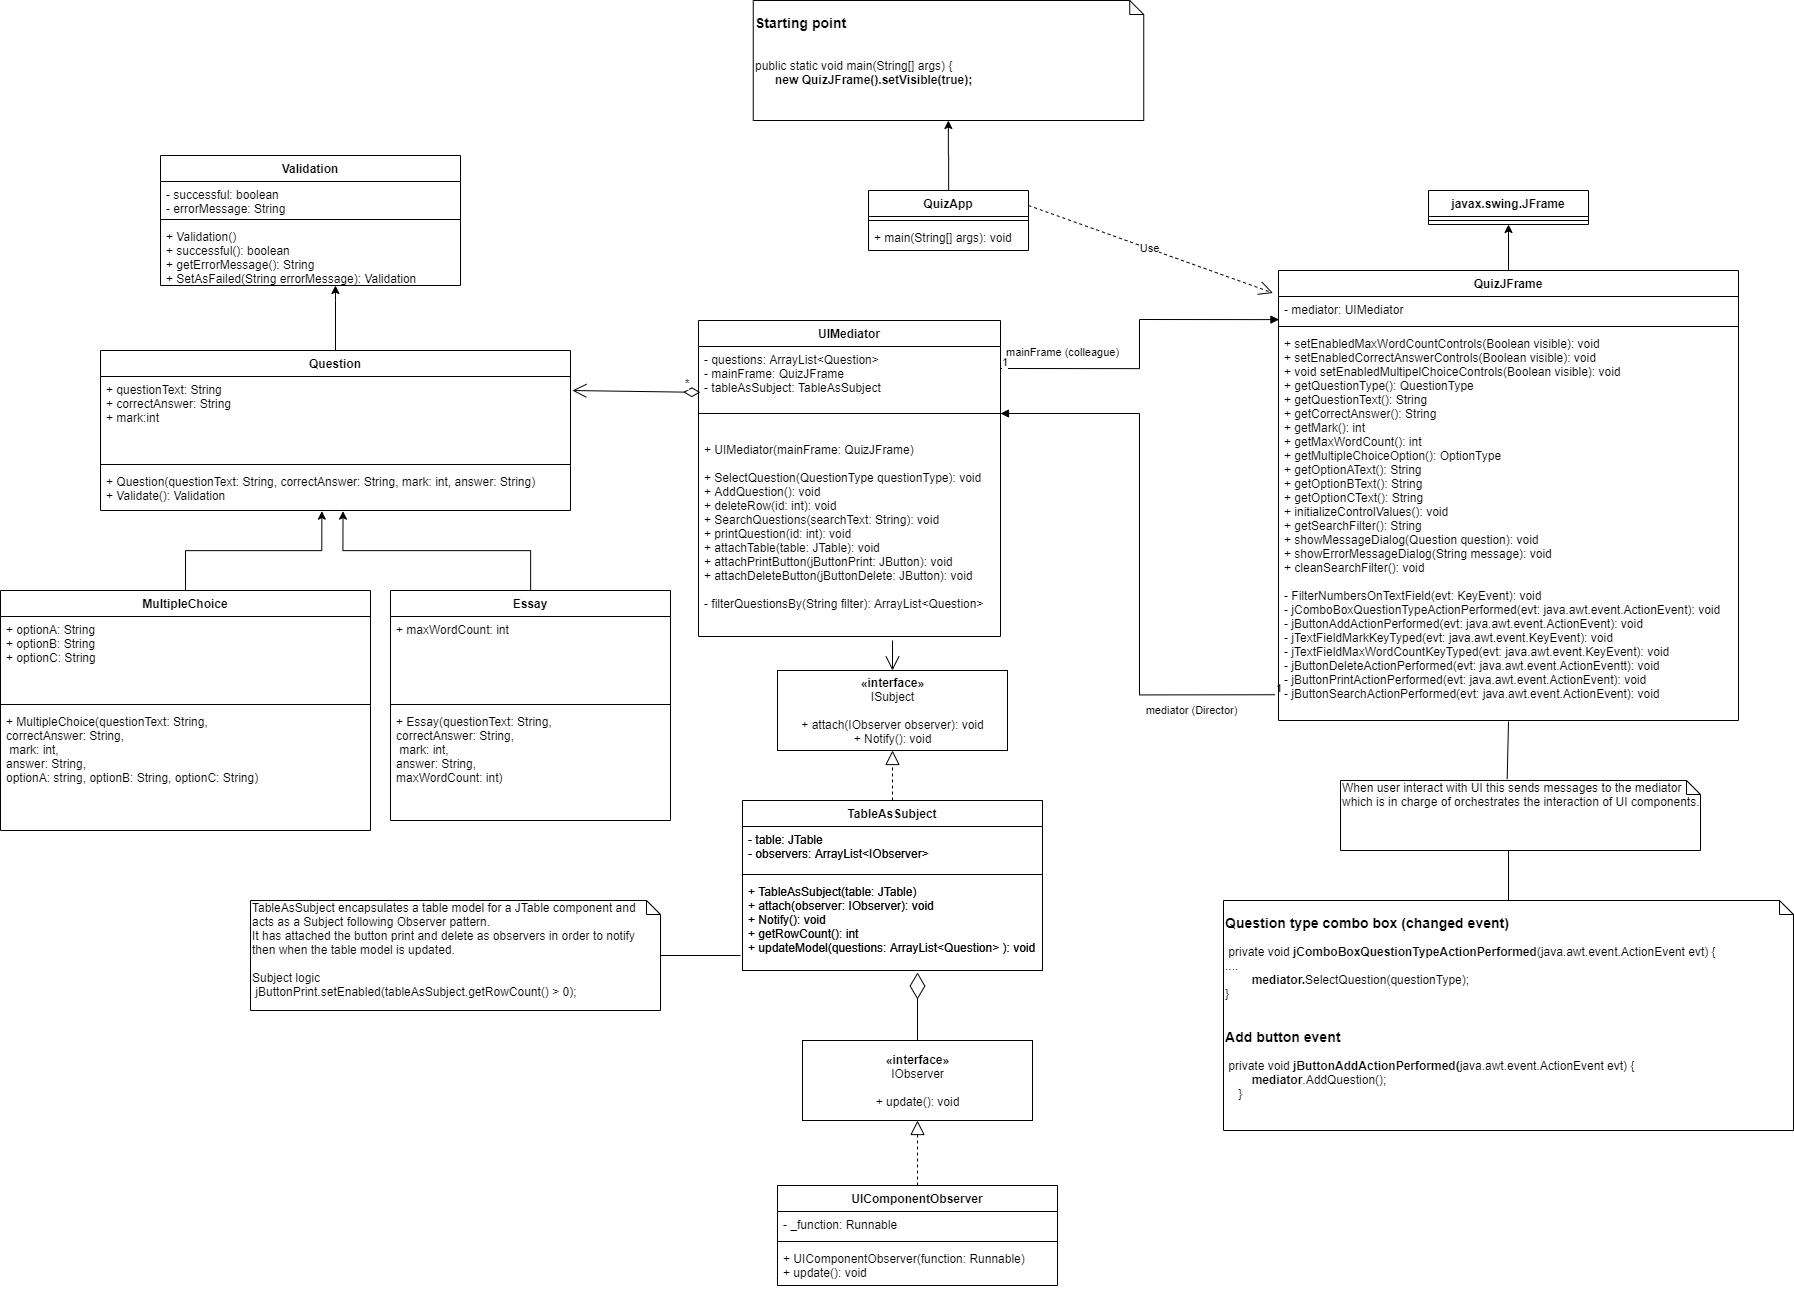 Starting point
public static void main(String[] args) {
new QuizJFrame().setVisible(true);
Validation
- successful: boolean
- errorMessage: String
+ Validation()
+ successful(): boolean
+ getErrorMessage(): String
+ SetAsFailed(String errorMessage): Validation
QuizApp
+ main(String[] args): void
javax.swing.JFrame
Use
QuizJFrame
- mediator: UIMediator
+ setEnabledMaxWordCountControls(Boolean visible): void
+ setEnabledCorrectAnswerControls(Boolean visible): void
+ void setEnabledMultipelChoiceControls(Boolean visible): void
+ getQuestionType(): QuestionType
+ getQuestionText(): String
+ getCorrectAnswer(): String
+ getMark(): int
+ getMaxWordCount(): int
+ getMultipleChoiceOption(): OptionType
+ getOptionAText(): String
+ getOptionBText(): String
+ getOptionCText(): String
+ initializeControlValues(): void
+ getSearchFilter(): String
+ showMessageDialog(Question question): void
+ showErrorMessageDialog(String message): void
+ cleanSearchFilter(): void
- FilterNumbersOnTextField(evt: KeyEvent): void
- jComboBoxQuestionTypeActionPerformed(evt: java.awt.event.ActionEvent): void
- jButtonAddActionPerformed(evt: java.awt.event.ActionEvent): void
- jTextFieldMarkKeyTyped(evt: java.awt.event.KeyEvent): void
- jTextFieldMaxWordCountKeyTyped(evt: java.awt.event.KeyEvent): void
- jButtonDeleteActionPerformed(evt: java.awt.event.ActionEventt): void
- jButtonPrintActionPerformed(evt: java.awt.event.ActionEvent): void
- jButtonSearchActionPerformed(evt: java.awt.event.ActionEvent): void
1
mediator (Director)
UIMediator
- questions: ArrayList<Question>
- mainFrame: QuizJFrame
- tableAsSubject: TableAsSubject
+ UIMediator(mainFrame: QuizJFrame)
+ SelectQuestion(QuestionType questionType): void
+ AddQuestion(): void
+ deleteRow(id: int): void
+ SearchQuestions(searchText: String): void
+ printQuestion(id: int): void
+ attachTable(table: JTable): void
+ attachPrintButton(jButtonPrint: JButton): void
+ attachDeleteButton(jButtonDelete: JButton): void
- filterQuestionsBy(String filter): ArrayList<Question>
mainFrame (colleague)
1
*
Question
+ questionText: String
+ correctAnswer: String
+ mark:int
+ Question(questionText: String, correctAnswer: String, mark: int, answer: String)
+ Validate(): Validation
MultipleChoice
+ optionA: String
+ optionB: String
+ optionC: String
+ MultipleChoice(questionText: String,
correctAnswer: String,
mark: int,
answer: String,
optionA: string, optionB: String, optionC: String)
Essay
+ maxWordCount: int
+ Essay(questionText: String,
correctAnswer: String,
mark: int,
answer: String,
maxWordCount: int)
«interface»
ISubject
+ attach(IObserver observer): void
+ Notify(): void
TableAsSubject
- table: JTable
- observers: ArrayList<IObserver>
+ TableAsSubject(table: JTable)
+ attach(observer: IObserver): void
+ Notify(): void
+ getRowCount(): int
+ updateModel(questions: ArrayList<Question> ): void
TableAsSubject encapsulates a table model for a JTable component and
acts as a Subject following Observer pattern.
It has attached the button print and delete as observers in order to notify
then when the table model is updated.
Subject logic
jButtonPrint.setEnabled(tableAsSubject.getRowCount() > 0);
When user interact with UI this sends messages to the mediator
which is in charge of orchestrates the interaction of UI components.
Question type combo box (changed event)
private void jComboBoxQuestionTypeActionPerformed(java.awt.event.ActionEvent evt) {
....
mediator.SelectQuestion(questionType);
}
Add button event
private void jButtonAddActionPerformed(java.awt.event.ActionEvent evt) {
mediator.AddQuestion();
}
«interface»
IObserver
+ update(): void
UIComponentObserver
- _function: Runnable
+ UIComponentObserver(function: Runnable)
+ update(): void